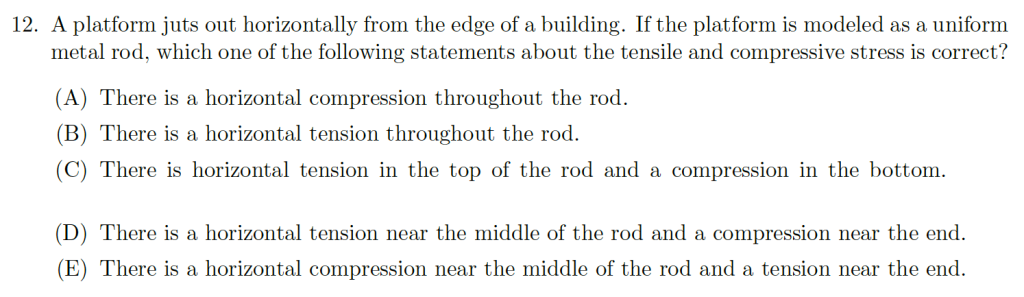 12. A platform juts out horizontally from the edge of a building. If the platform is modeled as a uniform
metal rod, which one of the following statements about the tensile and compressive stress is correct?
(A) There is a horizontal compression throughout the rod.
(B) There is a horizontal tension throughout the rod.
(C) There is horizontal tension in the top of the rod and a compression in the bottom.
(D) There is a horizontal tension near the middle of the rod and a compression near the end.
(E) There is a horizontal compression near the middle of the rod and a tension near the end.